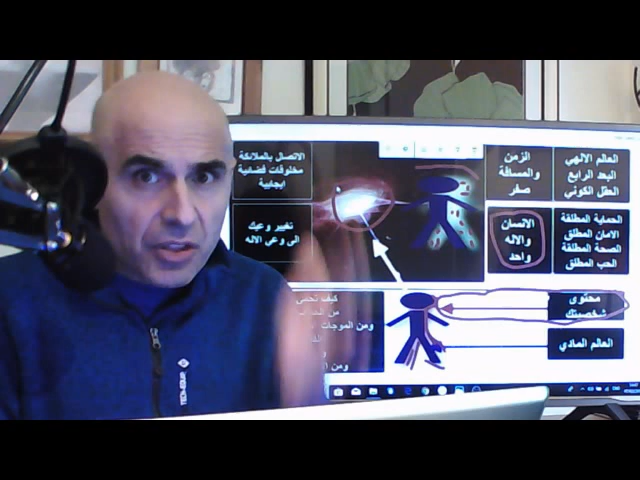 العالم الالهي
البعد الرابع
العقل الكوني
الزمن
والمسافة
صفر
الاتصال بالملائكة
مخلوقات فضائية
ايجابية
الحماية المطلقة
الامان المطلق
الصحة المطلقة
الحب المطلق
الانسان
والاله
واحد
تغيير وعيك
الى وعي الاله
محتوى
شخصيتك
كيف تحمي
ومن الموجات
العالم المادي
TECH-GEAR